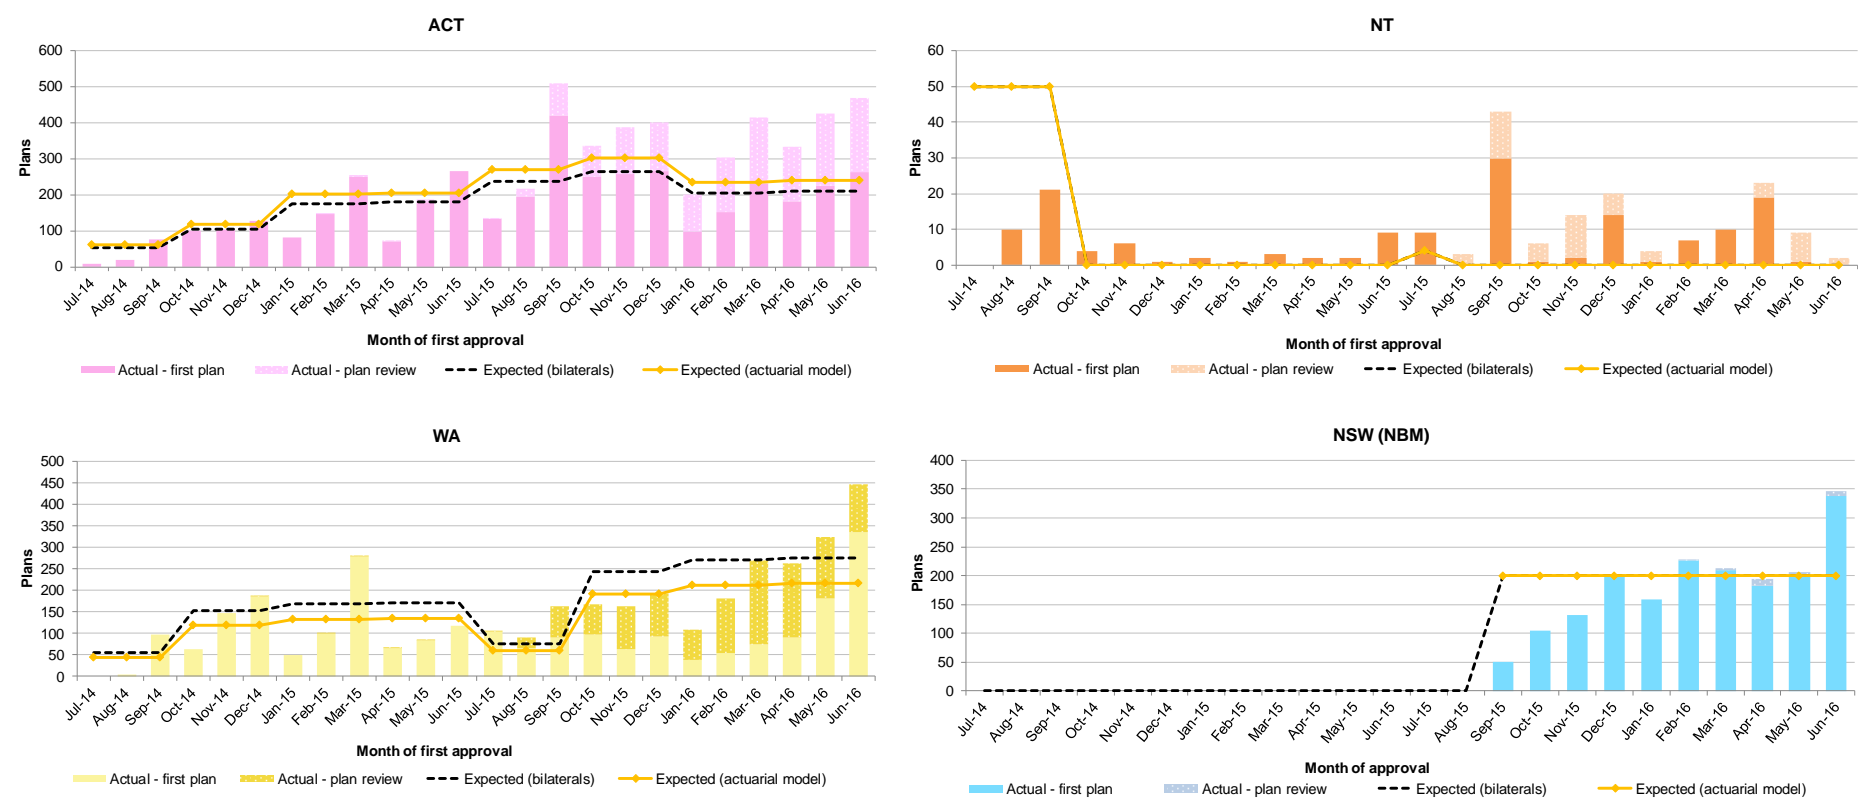 ACT
600
500
400
300
200
100
0
Plans
Jul-14 Aug-14 Sep-14 Oct-14 Nov-14 Dec-14 Jan-15 Feb-15 Mar-15 Apr-15 May-15 Jun-15 Jul-15 Aug-15 Sep-15 Oct-15 Nov-15 Dec-15 Jan-16 Feb-16 Mar-16 Apr-16 May-16 Jun-16
Month of first approval
Actual - first plan Actual - plan review Expected (bilaterals) Expected (actuarial model)
NT
60
50
40
30
20
10
0
Plans
Jul-14 Aug-14 Sep-14 Oct-14 Nov-14 Dec-14 Jan-15 Feb-15 Mar-15 Apr-15 May-15 Jun-15 Jul-15 Aug-15 Sep-15 Oct-15 Nov-15 Dec-15 Jan-16 Feb-16 Mar-16 Apr-16 May-16 Jun-16
Month of first approval
Actual - first plan Actual - plan review Expected (bilaterals) Expected (actuarial model)
WA
500
450
400
350
300
250
200
150
100
50
0
Plans
Jul-14 Aug-14 Sep-14 Oct-14 Nov-14 Dec-14 Jan-15 Feb-15 Mar-15 Apr-15 May-15 Jun-15 Jul-15 Aug-15 Sep-15 Oct-15 Nov-15 Dec-15 Jan-16 Feb-16 Mar-16 Apr-16 May-16 Jun-16
Month of first approval
Actual - first plan Actual - plan review Expected (bilaterals) Expected (actuarial model)
NSW (NBM)
400
350
300
250
200
150
100
50
0
Plans
Jul-14 Aug-14 Sep-14 Oct-14 Nov-14 Dec-14 Jan-15 Feb-15 Mar-15 Apr-15 May-15 Jun-15 Jul-15 Aug-15 Sep-15 Oct-15 Nov-15 Dec-15 Jan-16 Feb-16 Mar-16 Apr-16 May-16 Jun-16
Month of approval
Actual - first plan Actual - plan review Expected (bilaterals) Expected (actuarial model)